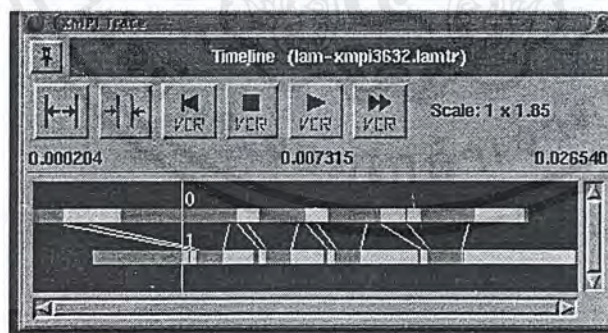 XMPI Trace
Timeline (lam-xmpi3632.lamtr)
VCR VCR VCR VCR Scale: 1 x 1.85
0.000204 0.007315 0.026540
0
1